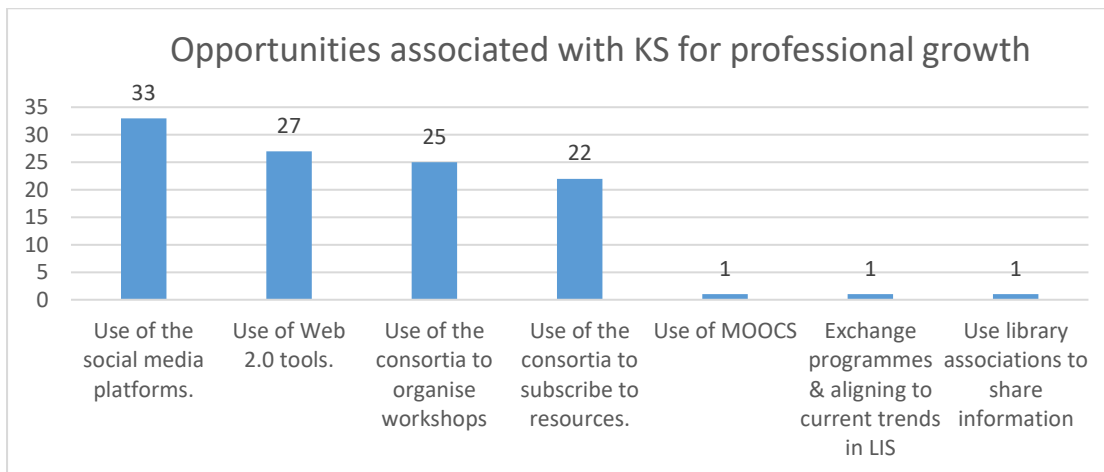 Opportunities associated with KS for professional growth
33
27
25
22
1
1
1
35
30
25
20
15
10
5
0
Use of the
social media
platforms.
Use of Web
2.0 tools.
Use of the
consortia to
organise
workshops
Use of the
consortia to
subscribe to
resources.
Use of MOOCS
Exchange
programmes
& aligning to
current trends
in LIS
Use library
associations to
share
information